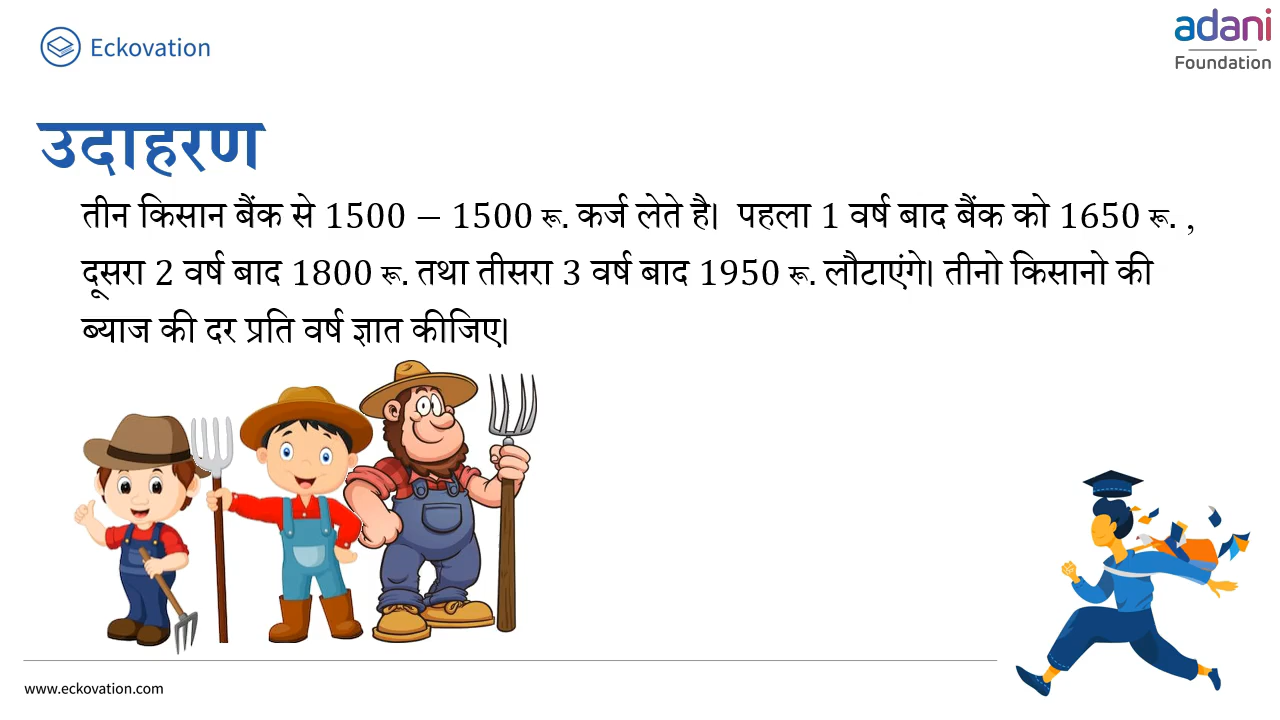 Eckovation
adani
Foundation
उदाहरण
तीन किसान बैंक से 1500 – 1500 रू. कर्ज लेते है। पहला 1 वर्ष बाद बैंक को 1650 रू. ,
दूसरा 2 वर्ष बाद 1800 रू. तथा तीसरा 3 वर्ष बाद 1950 रू. लौटाएंगे। तीनो किसानो की
ब्याज की दर प्रति वर्ष ज्ञात कीजिए।
www.eckovation.com